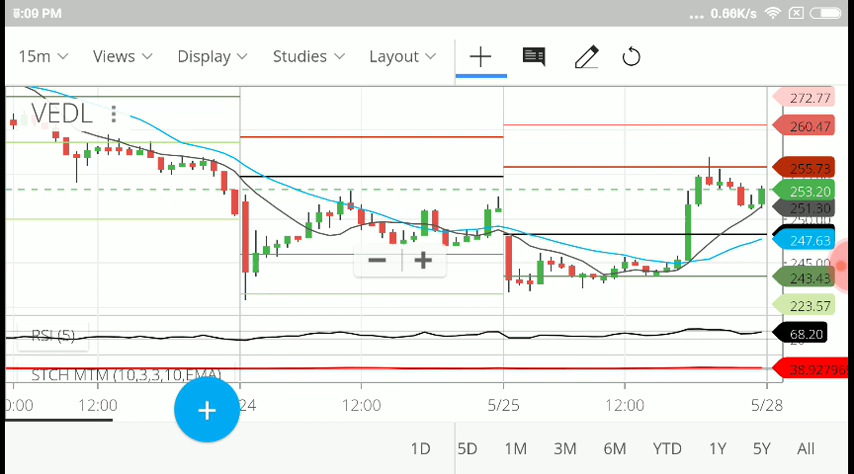 6:09 PM ... 0.66K/s
15m Views Display Studies Layout
VEDL
272.77
260.47
255.73
253.20
251.30
250.00
247.63
245.00
243.43
223.57
RSI (5)
68.20
STCH MTM (10,3,3,10,EMA)
38.92796
0:00 12:00 24 12:00 5/25 12:00 5/28
1D 5D 1M 3M 6M YTD 1Y 5Y All